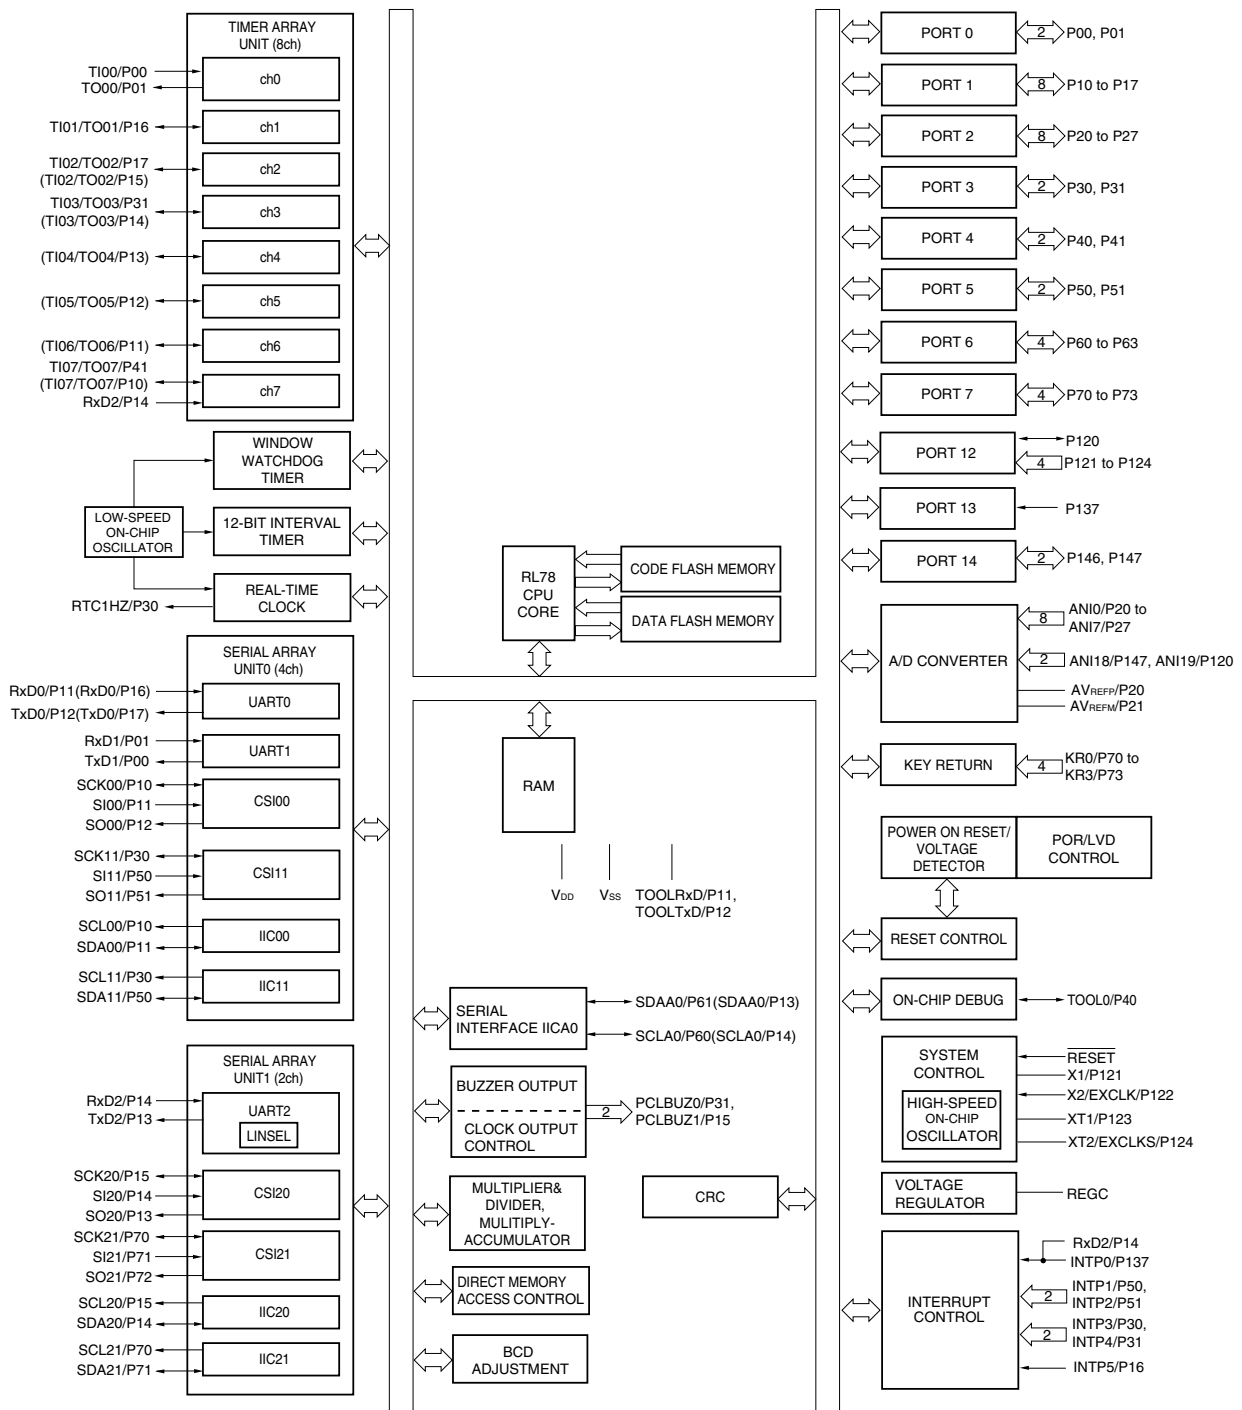 TIMER ARRAY
UNIT (8ch)
TI00/P00
TO00/P01
ch0
TI01/TO01/P16
ch1
TI02/TO02/P17
(TI02/TO02/P15)
ch2
TI03/TO03/P31
(TI03/TO03/P14)
ch3
(TI04/TO04/P13)
ch4
(TI05/TO05/P12)
ch5
(TI06/TO06/P11)
ch6
TI07/TO07/P41
(TI07/TO07/P10)
RxD2/P14
ch7
WINDOW
WATCHDOG
TIMER
LOW-SPEED
ON-CHIP
OSCILLATOR
12-BIT INTERVAL
TIMER
REAL-TIME
CLOCK
RTC1HZ/P30
SERIAL ARRAY
UNIT0 (4ch)
RxD0/P11(RxD0/P16)
TxD0/P12(TxD0/P17)
UART0
RxD1/P01
TxD1/P00
UART1
SCK00/P10
SI00/P11
SO00/P12
CSI00
SCK11/P30
SI11/P50
SO11/P51
CSI11
SCL00/P10
SDA00/P11
IIC00
SCL11/P30
SDA11/P50
IIC11
SERIAL ARRAY
UNIT1 (2ch)
RxD2/P14
TxD2/P13
UART2
LINSEL
SCK20/P15
SI20/P14
SO20/P13
CSI20
SCK21/P70
SI21/P71
SO21/P72
CSI21
SCL20/P15
SDA20/P14
IIC20
SCL21/P70
SDA21/P71
IIC21
RL78
CPU
CORE
CODE FLASH MEMORY
DATA FLASH MEMORY
RAM
VDD
VSS
TOOLRxD/P11,
TOOLTxD/P12
SERIAL
INTERFACE IICA0
SDAA0/P61(SDAA0/P13)
SCLA0/P60(SCLA0/P14)
BUZZER OUTPUT
CLOCK OUTPUT
CONTROL
2
PCLBUZ0/P31,
PCLBUZ1/P15
MULTIPLIER&
DIVIDER,
MULITIPLY-
ACCUMULATOR
CRC
DIRECT MEMORY
ACCESS CONTROL
BCD
ADJUSTMENT
PORT 0
2
P00, P01
PORT 1
8
P10 to P17
PORT 2
8
P20 to P27
PORT 3
2
P30, P31
PORT 4
2
P40, P41
PORT 5
2
P50, P51
PORT 6
4
P60 to P63
PORT 7
4
P70 to P73
PORT 12
P120
4
P121 to P124
PORT 13
P137
PORT 14
2
P146, P147
A/D CONVERTER
8
ANI0/P20 to
ANI7/P27
2
ANI18/P147, ANI19/P120
AVREFP/P20
AVREFM/P21
KEY RETURN
4
KR0/P70 to
KR3/P73
POWER ON RESET/
VOLTAGE
DETECTOR
POR/LVD
CONTROL
RESET CONTROL
ON-CHIP DEBUG
TOOL0/P40
SYSTEM
CONTROL
HIGH-SPEED
ON-CHIP
OSCILLATOR
RESET
X1/P121
X2/EXCLK/P122
XT1/P123
XT2/EXCLKS/P124
VOLTAGE
REGULATOR
REGC
INTERRUPT
CONTROL
RxD2/P14
INTP0/P137
2
INTP1/P50,
INTP2/P51
2
INTP3/P30,
INTP4/P31
INTP5/P16